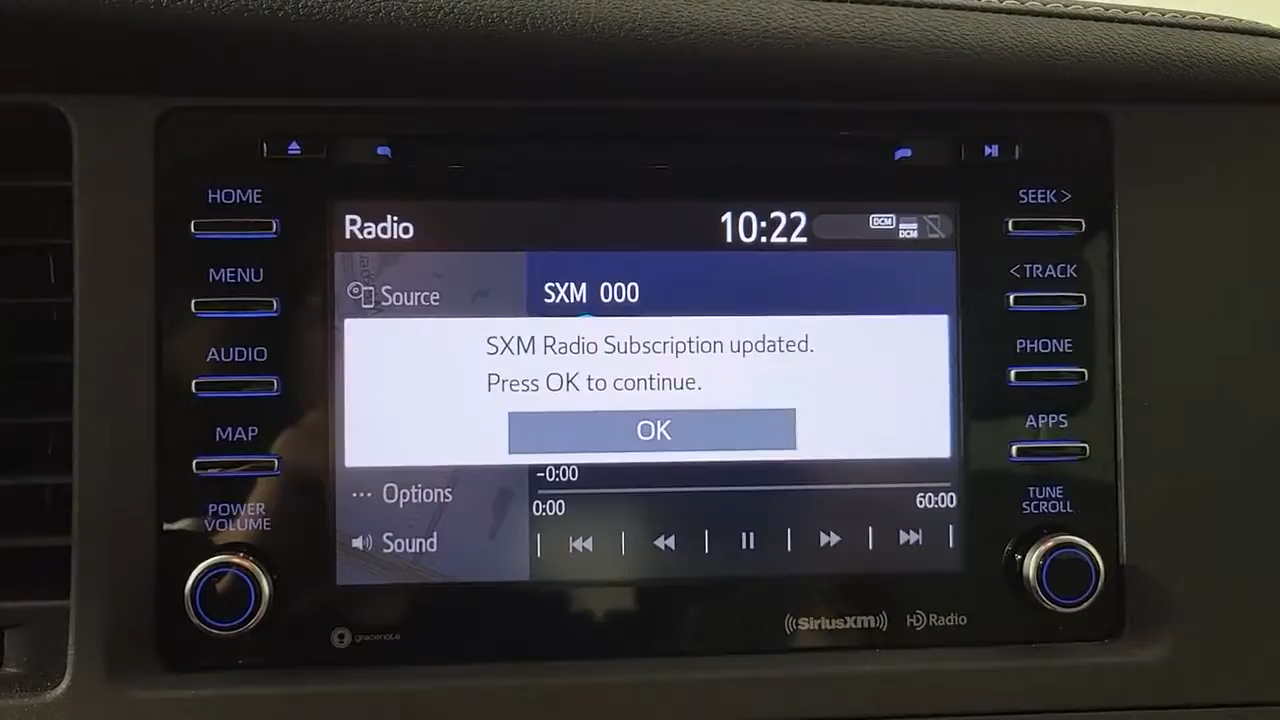 HOME
SEEK >
Radio
10:22
DCM
DCM
MENU
< TRACK
Source
SXM 000
SXM Radio Subscription updated.
Press OK to continue.
OK
AUDIO
PHONE
MAP
APPS
-0:00
... Options
0:00
60:00
POWER
VOLUME
TUNE
SCROLL
Sound
gracenote
((SiriusXM))
HD Radio